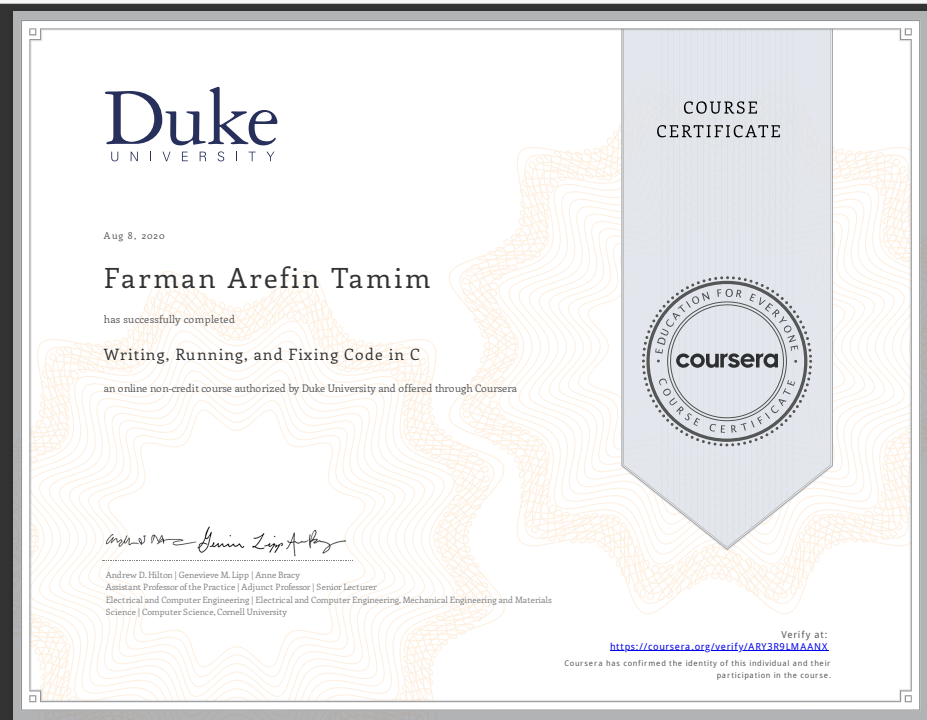 Duke
UNIVERSITY
COURSE
CERTIFICATE
Aug 8, 2020
Farman Arefin Tamim
has successfully completed
Writing, Running, and Fixing Code in C
an online non-credit course authorized by Duke University and offered through Coursera
EDUCATION FOR EVERYONE
coursera
COURSE CERTIFICATE
Andrew D. Hilton | Genevieve M. Lipp | Anne Bracy
Assistant Professor of the Practice | Adjunct Professor | Senior Lecturer
Electrical and Computer Engineering | Electrical and Computer Engineering, Mechanical Engineering and Materials
Science | Computer Science, Cornell University
Verify at:
https://coursera.org/verify/ARY3R9LMAANX
Coursera has confirmed the identity of this individual and their
participation in the course.